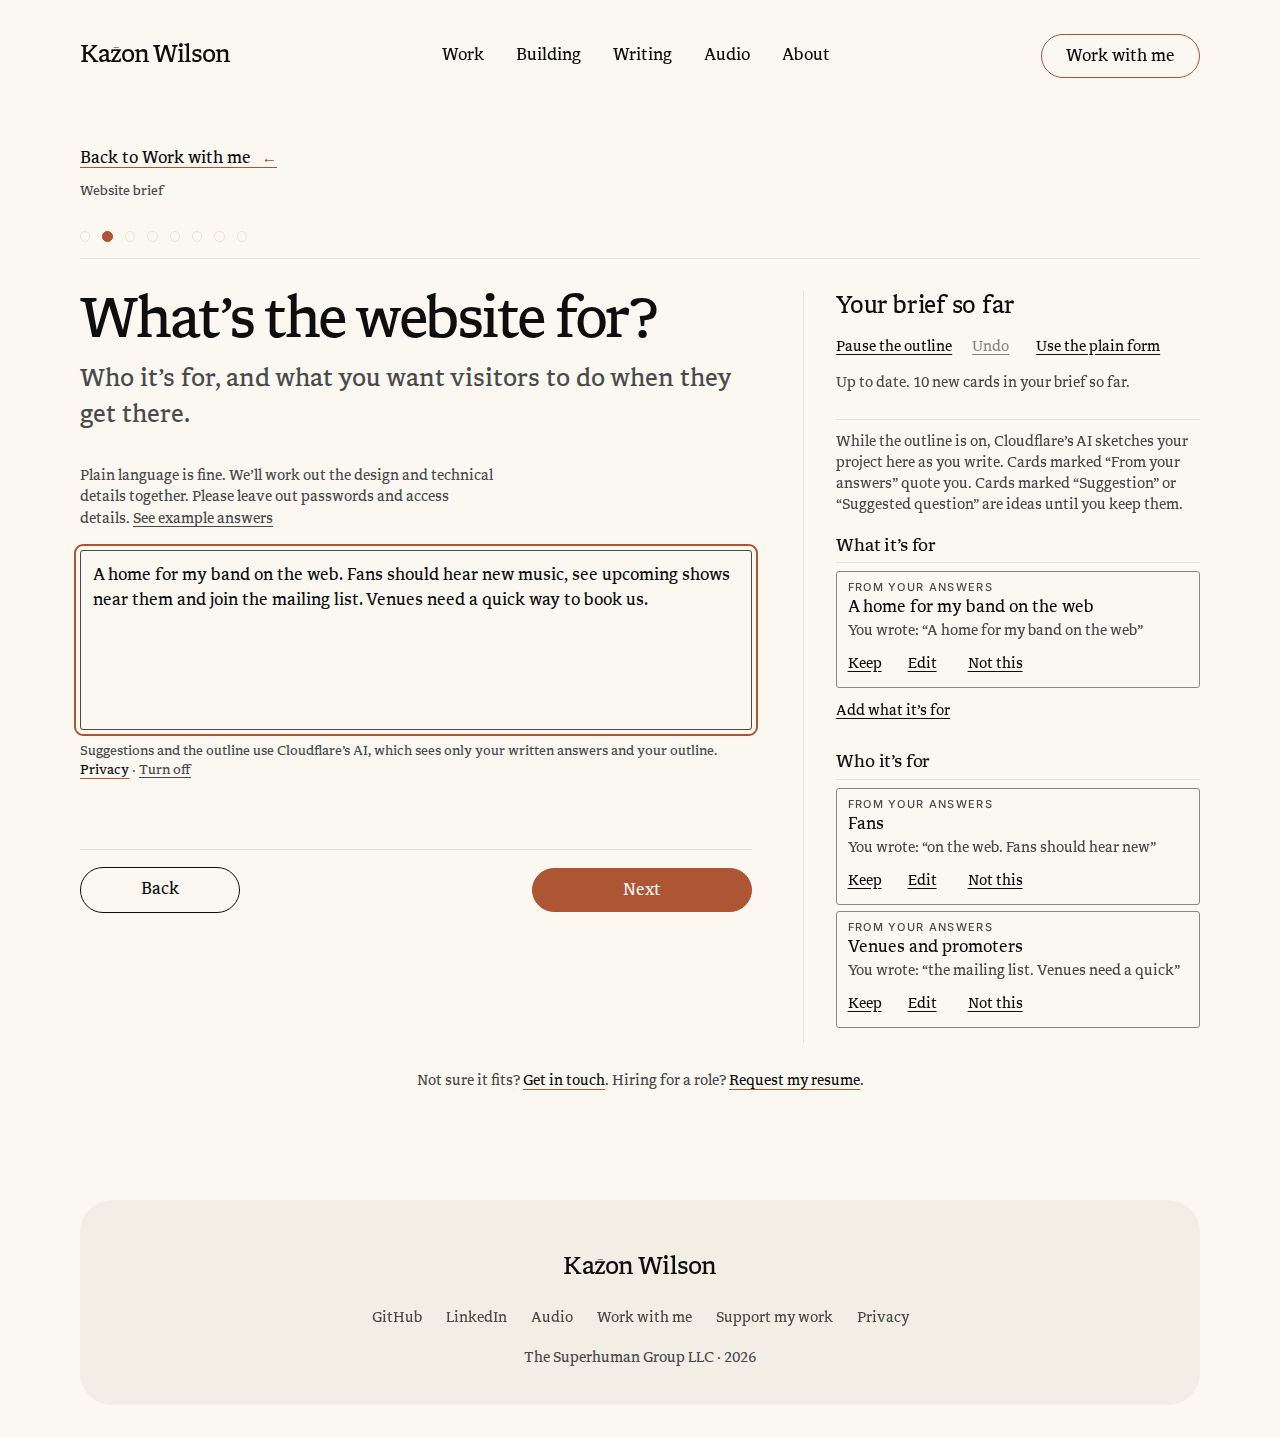 Kazon Wilson
Work
Building
Writing
Audio
About
Work with me
Back to Work with me ←
Website brief
What’s the website for?
Who it’s for, and what you want visitors to do when they
get there.
Plain language is fine. We’ll work out the design and technical
details together. Please leave out passwords and access
details. See example answers
A home for my band on the web. Fans should hear new music, see upcoming shows
near them and join the mailing list. Venues need a quick way to book us.
Suggestions and the outline use Cloudflare’s AI, which sees only your written answers and your outline.
Privacy · Turn off
Back
Next
Your brief so far
Pause the outline
Undo
Use the plain form
Up to date. 10 new cards in your brief so far.
While the outline is on, Cloudflare’s AI sketches your
project here as you write. Cards marked “From your
answers” quote you. Cards marked “Suggestion” or
“Suggested question” are ideas until you keep them.
What it’s for
FROM YOUR ANSWERS
A home for my band on the web
You wrote: “A home for my band on the web”
Keep
Edit
Not this
Add what it’s for
Who it’s for
FROM YOUR ANSWERS
Fans
You wrote: “on the web. Fans should hear new”
Keep
Edit
Not this
FROM YOUR ANSWERS
Venues and promoters
You wrote: “the mailing list. Venues need a quick”
Keep
Edit
Not this
Not sure it fits? Get in touch. Hiring for a role? Request my resume.
Kazon Wilson
GitHub
LinkedIn
Audio
Work with me
Support my work
Privacy
The Superhuman Group LLC · 2026